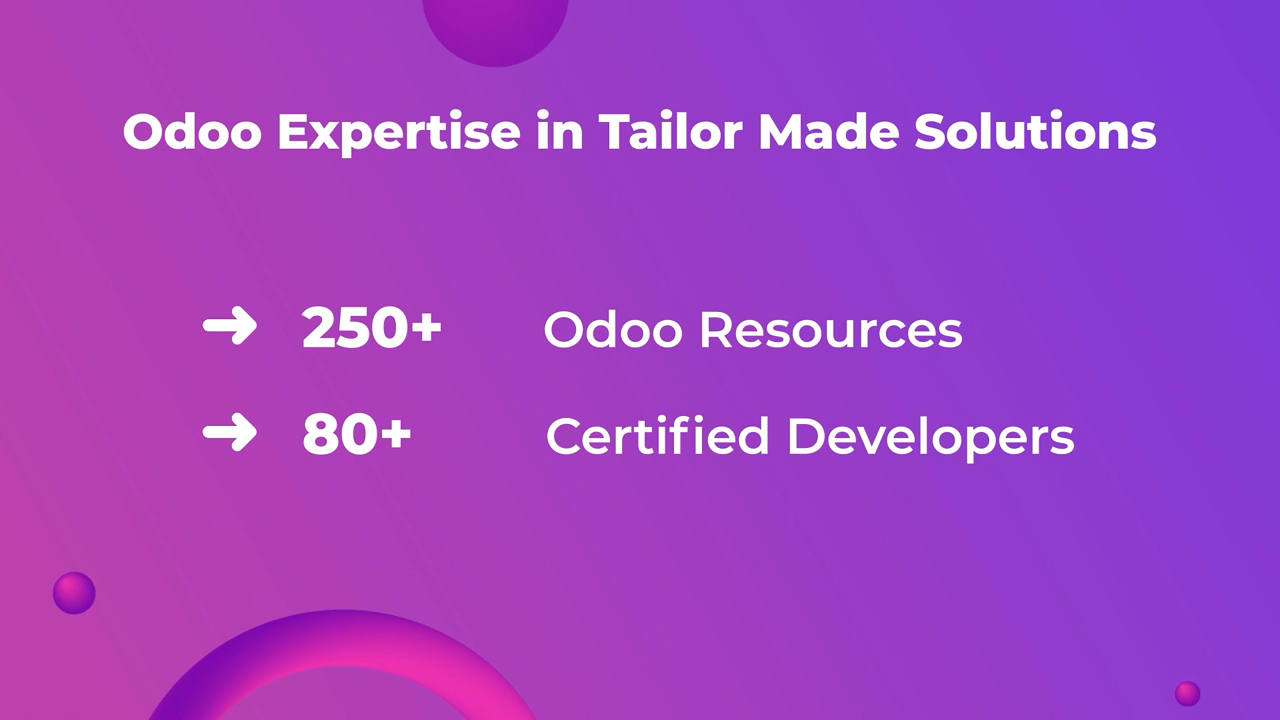 Odoo Expertise in Tailor Made Solutions
➜ 250+ Odoo Resources
➜ 80+ Certified Developers